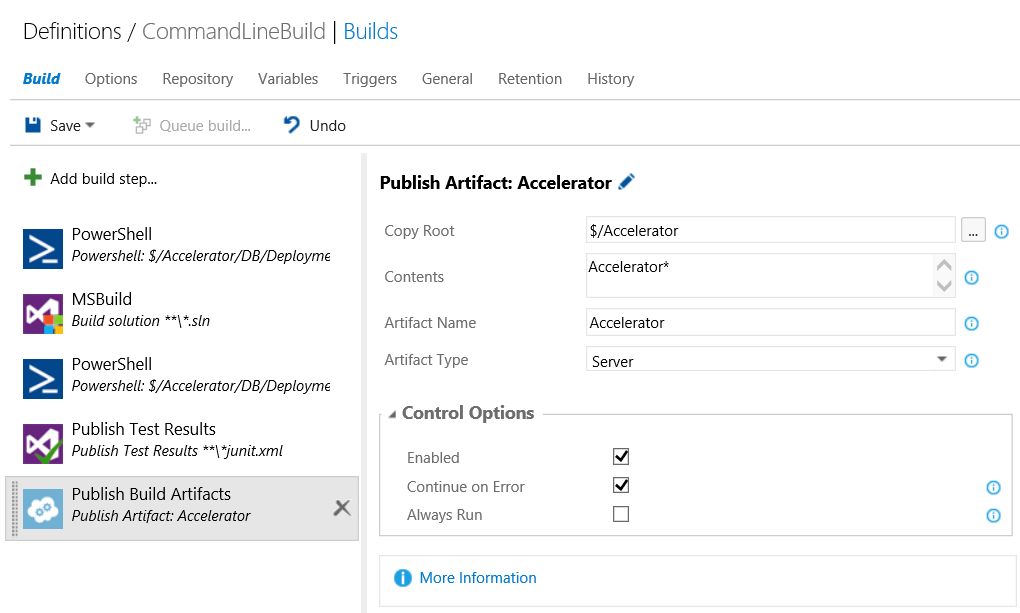 Definitions / CommandLineBuild | Builds
Build Options Repository Variables Triggers General Retention History
Save Queue build... Undo
Add build step...
PowerShell
Powershell: $/Accelerator/DB/Deployme
MSBuild
Build solution **\*.sln
PowerShell
Powershell: $/Accelerator/DB/Deployme
Publish Test Results
Publish Test Results **\*junit.xml
Publish Build Artifacts
Publish Artifact: Accelerator
Publish Artifact: Accelerator
Copy Root $/Accelerator ...
Contents Accelerator*
Artifact Name Accelerator
Artifact Type Server
Control Options
Enabled
Continue on Error
Always Run
More Information